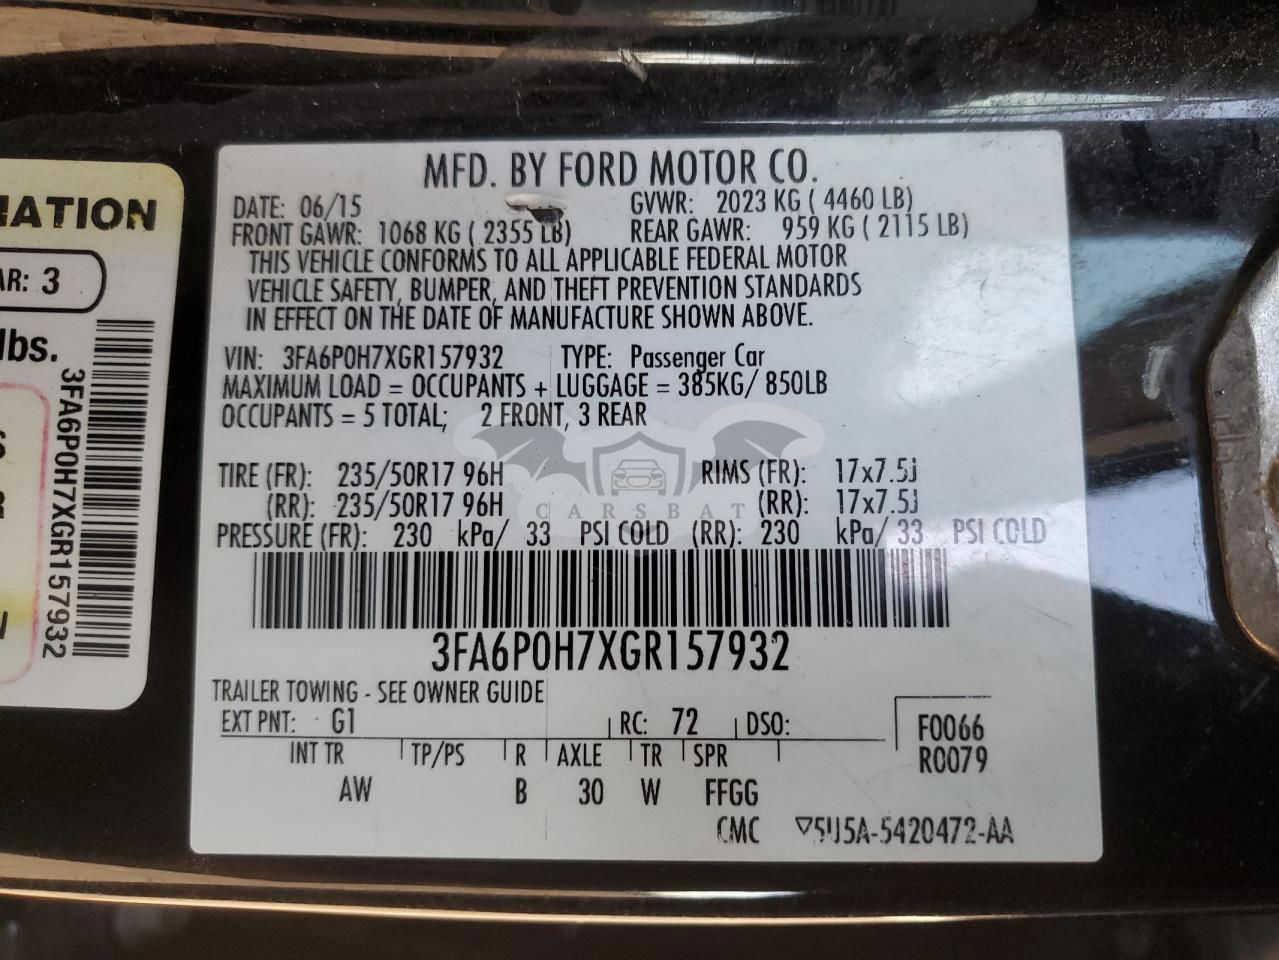 MFD. BY FORD MOTOR CO.
DATE: 06/15 GVWR: 2023 KG ( 4460 LB)
FRONT GAWR: 1068 KG ( 2355 LB) REAR GAWR: 959 KG ( 2115 LB)
THIS VEHICLE CONFORMS TO ALL APPLICABLE FEDERAL MOTOR
VEHICLE SAFETY, BUMPER, AND THEFT PREVENTION STANDARDS
IN EFFECT ON THE DATE OF MANUFACTURE SHOWN ABOVE.
VIN: 3FA6P0H7XGR157932 TYPE: Passenger Car
MAXIMUM LOAD = OCCUPANTS + LUGGAGE = 385KG/ 850LB
OCCUPANTS = 5 TOTAL; 2 FRONT, 3 REAR
TIRE (FR): 235/50R17 96H RIMS (FR): 17x7.5J
(RR): 235/50R17 96H (RR): 17x7.5J
CARSBAT
PRESSURE (FR): 230 kPa/ 33 PSI COLD (RR): 230 kPa/ 33 PSI COLD
3FA6P0H7XGR157932
TRAILER TOWING - SEE OWNER GUIDE
EXT PNT: G1 RC: 72 DSO: F0066
INT TR TP/PS R AXLE TR SPR R0079
AW B 30 W FFGG
CMC ▽5U5A-5420472-AA
MATION
AR: 3
lbs.
3FA6P0H7XGR157932